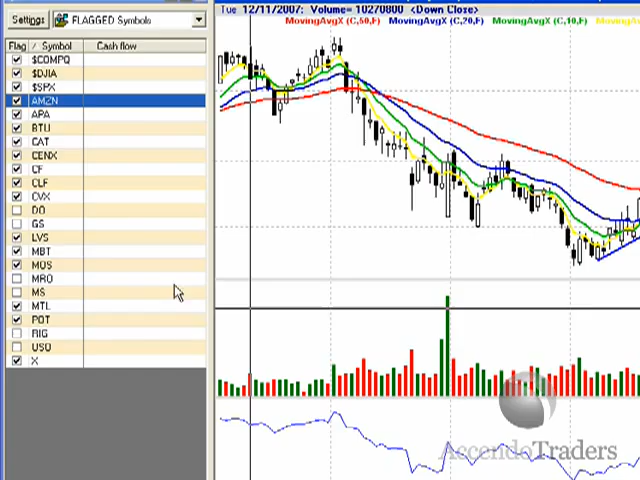 Settings FLAGGED Symbols
Flag / Symbol Cash flow
$COMPQ
$DJIA
$SPX
AMZN
APA
BTU
CAT
CENX
CF
CLF
CVX
DO
GS
LVS
MBT
MOS
MRO
MS
MTL
POT
RIG
USO
X
Tue 12/11/2007: Volume= 10270800 <Down Close>
MovingAvgX (C,50,F) MovingAvgX (C,20,F) MovingAvgX (C,10,F) MovingAvg
AccendoTraders